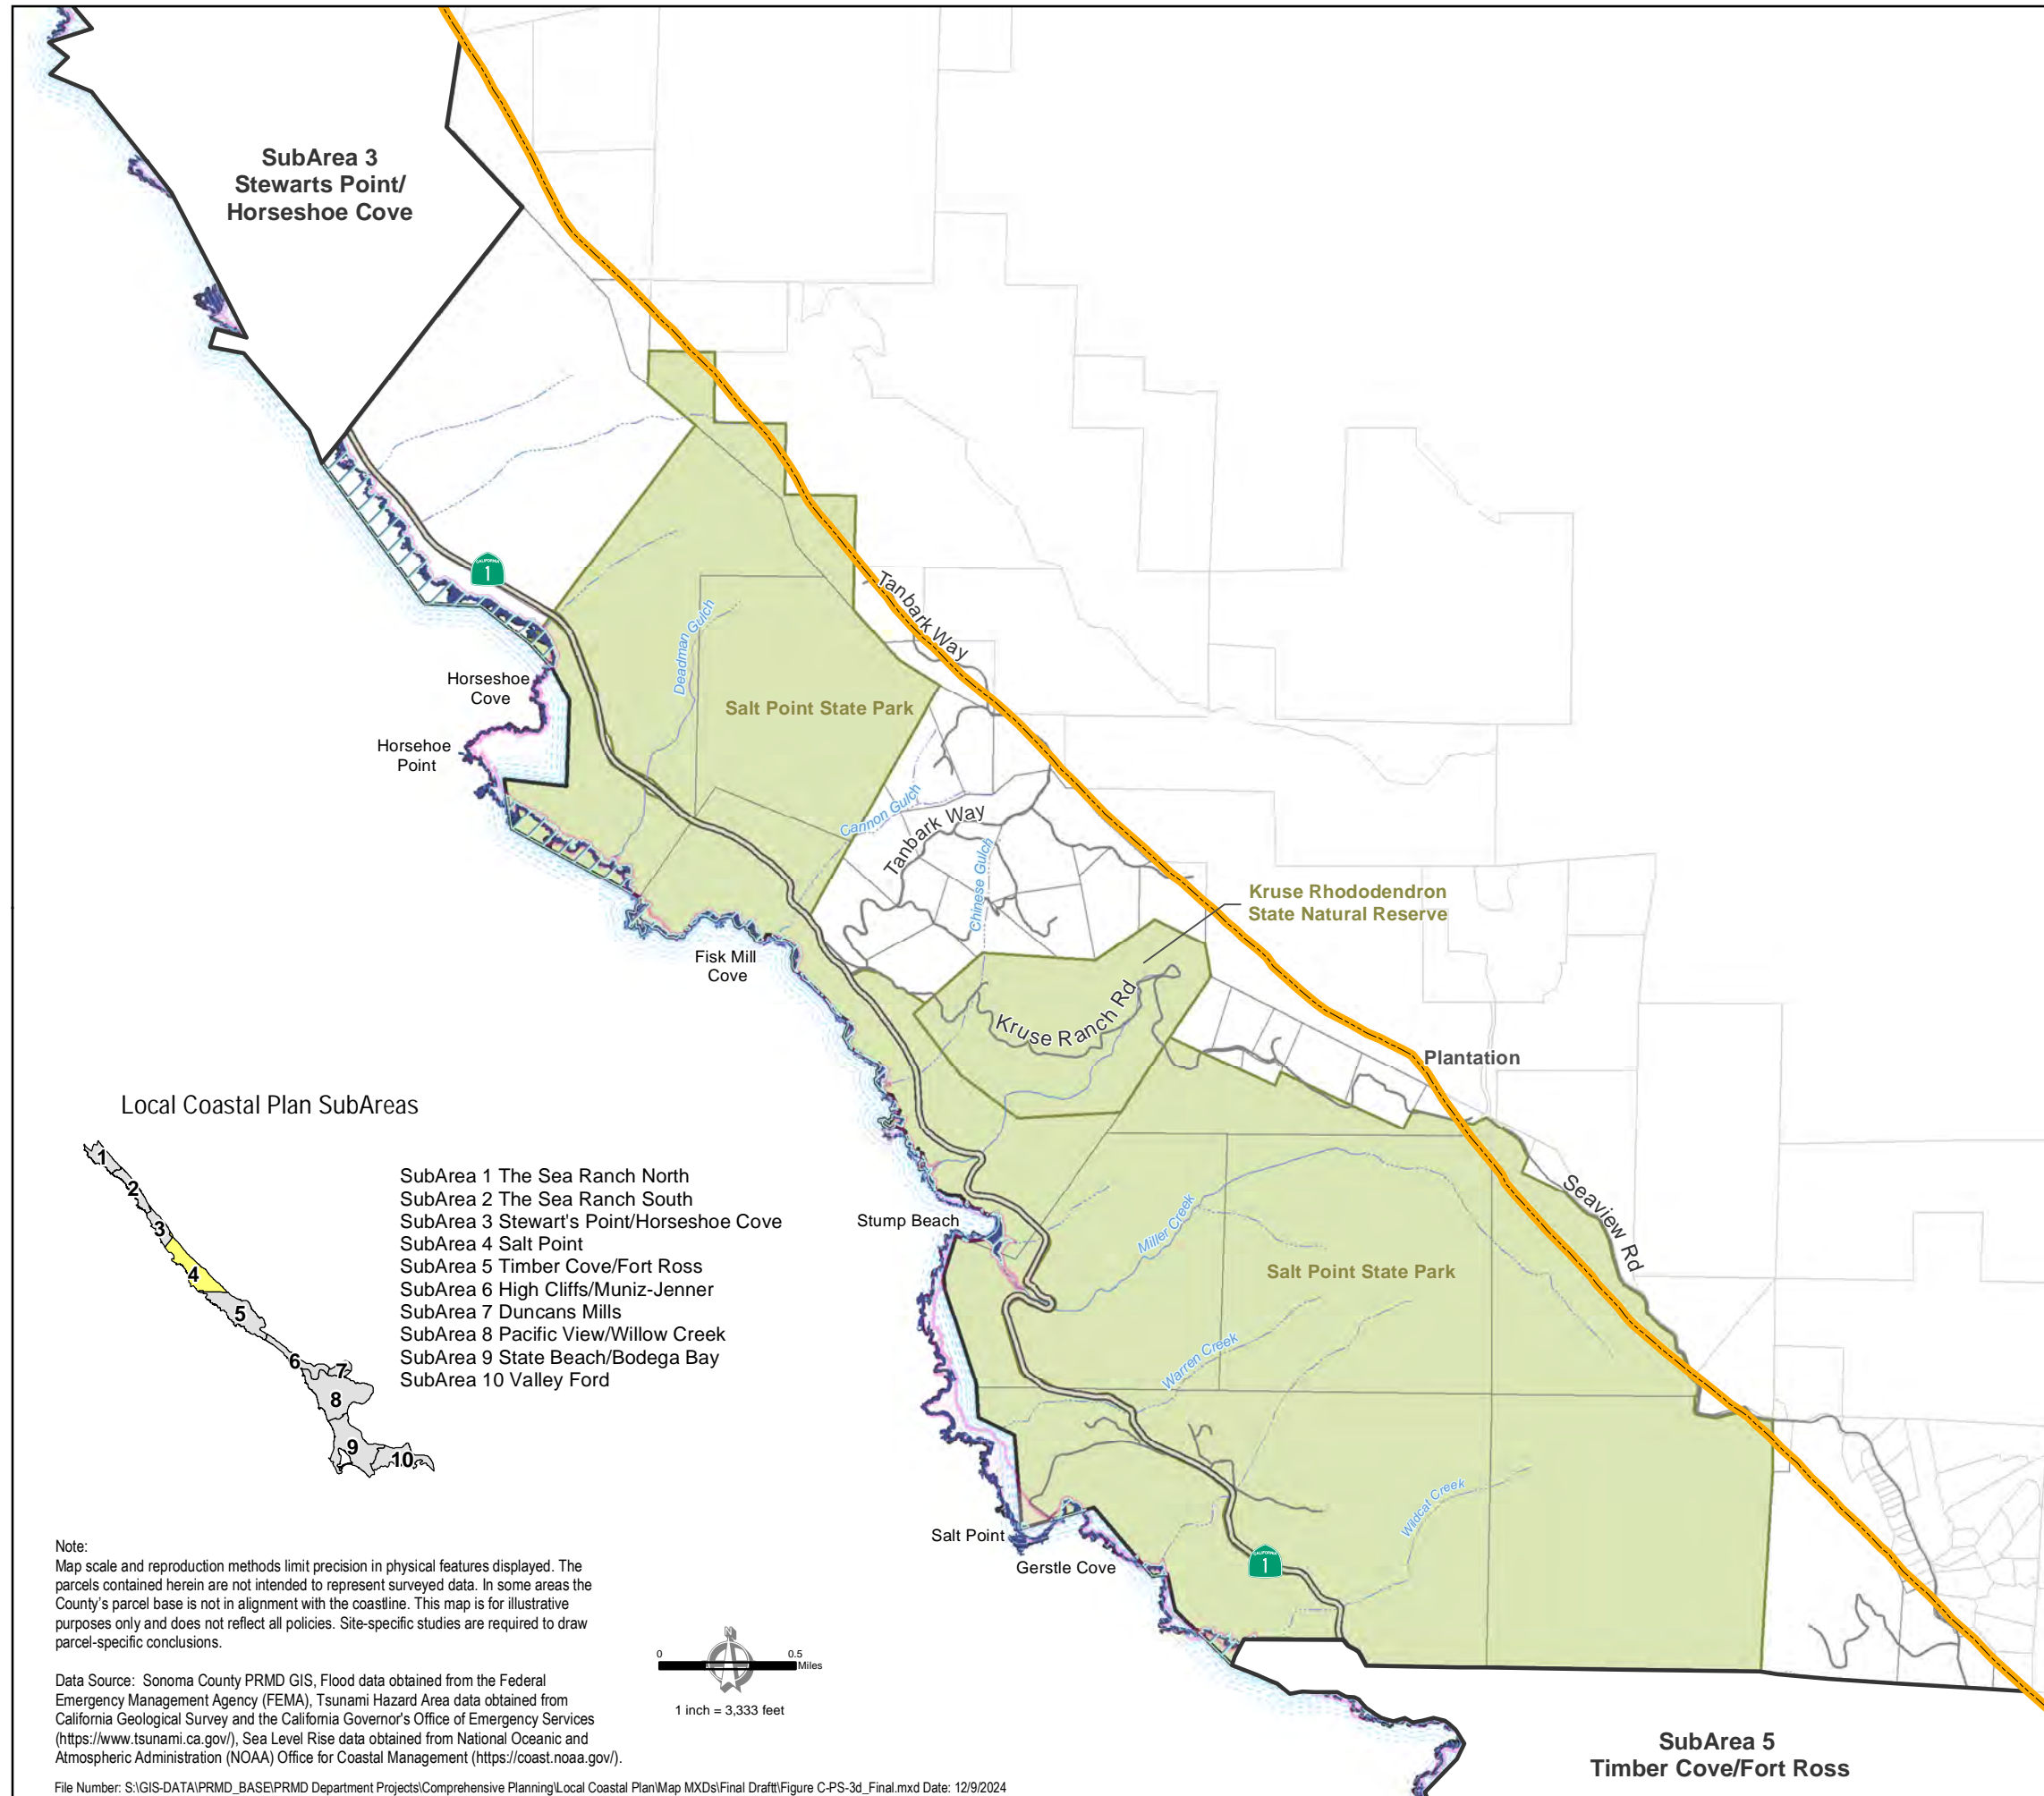 SubArea 3
Stewarts Point/
Horseshoe Cove
CALIFORNIA
1
Deadman Gulch
Tanbark Way
Horseshoe
Cove
Salt Point State Park
Horsehoe
Point
Cannon Gulch
Tanbark Way
Chinese Gulch
Kruse Rhododendron
State Natural Reserve
Fisk Mill
Cove
Kruse Ranch Rd
Plantation
Local Coastal Plan SubAreas
1
2
3
4
5
6
7
8
9
10
SubArea 1 The Sea Ranch North
SubArea 2 The Sea Ranch South
SubArea 3 Stewart's Point/Horseshoe Cove
SubArea 4 Salt Point
SubArea 5 Timber Cove/Fort Ross
SubArea 6 High Cliffs/Muniz-Jenner
SubArea 7 Duncans Mills
SubArea 8 Pacific View/Willow Creek
SubArea 9 State Beach/Bodega Bay
SubArea 10 Valley Ford
Seaview Rd
Stump Beach
Miller Creek
Salt Point State Park
Warren Creek
Wildcat Creek
Salt Point
Gerstle Cove
CALIFORNIA
1
Note:
Map scale and reproduction methods limit precision in physical features displayed. The
parcels contained herein are not intended to represent surveyed data. In some areas the
County's parcel base is not in alignment with the coastline. This map is for illustrative
purposes only and does not reflect all policies. Site-specific studies are required to draw
parcel-specific conclusions.
N
0 0.5
Miles
1 inch = 3,333 feet
Data Source: Sonoma County PRMD GIS, Flood data obtained from the Federal
Emergency Management Agency (FEMA), Tsunami Hazard Area data obtained from
California Geological Survey and the California Governor's Office of Emergency Services
(https://www.tsunami.ca.gov/), Sea Level Rise data obtained from National Oceanic and
Atmospheric Administration (NOAA) Office for Coastal Management (https://coast.noaa.gov/).
SubArea 5
Timber Cove/Fort Ross
File Number: S:\GIS-DATA\PRMD_BASE\PRMD Department Projects\Comprehensive Planning\Local Coastal Plan\Map MXDs\Final Draftt\Figure C-PS-3d_Final.mxd Date: 12/9/2024